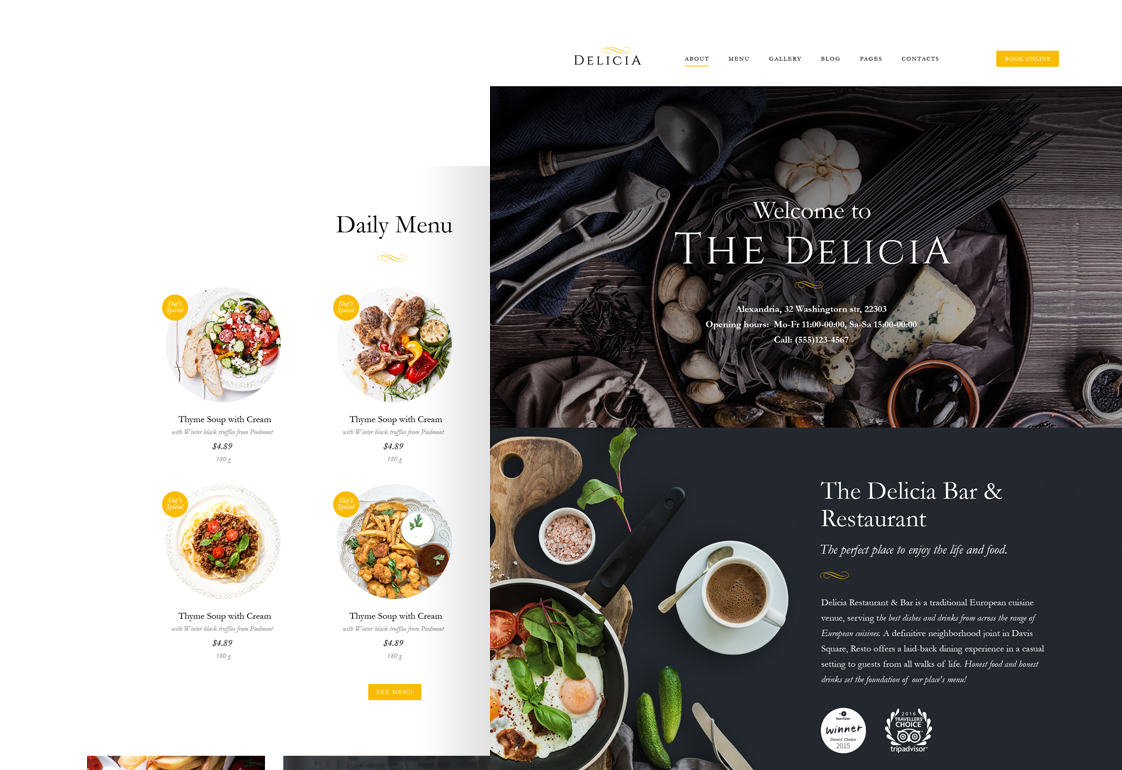 DELICIA
ABOUT MENU GALLERY BLOG PAGES CONTACTS
BOOK ONLINE
Welcome to
THE DELICIA
Alexandria, 32 Washingtorn str, 22303
Opening hours: Mo-Fr 11:00-00:00, Sa-Sa 15:00-00:00
Call: (555)123-4567
Daily Menu
Chef's
Special
Thyme Soup with Cream
with Winter black truffles from Piedmont
$4.89
180 g
Chef's
Special
Thyme Soup with Cream
with Winter black truffles from Piedmont
$4.89
180 g
Chef's
Special
Thyme Soup with Cream
with Winter black truffles from Piedmont
$4.89
180 g
Chef's
Special
Thyme Soup with Cream
with Winter black truffles from Piedmont
$4.89
180 g
SEE MENU
The Delicia Bar &
Restaurant
The perfect place to enjoy the life and food.
Delicia Restaurant & Bar is a traditional European cuisine
venue, serving the best dishes and drinks from across the range of
European cuisines. A definitive neighborhood joint in Davis
Square, Resto offers a laid-back dining experience in a casual
setting to guests from all walks of life. Honest food and honest
drinks set the foundation of our place's menu!
OpenTable
winner
Diners' Choice
2015
2016
TRAVELLERS'
CHOICE
tripadvisor